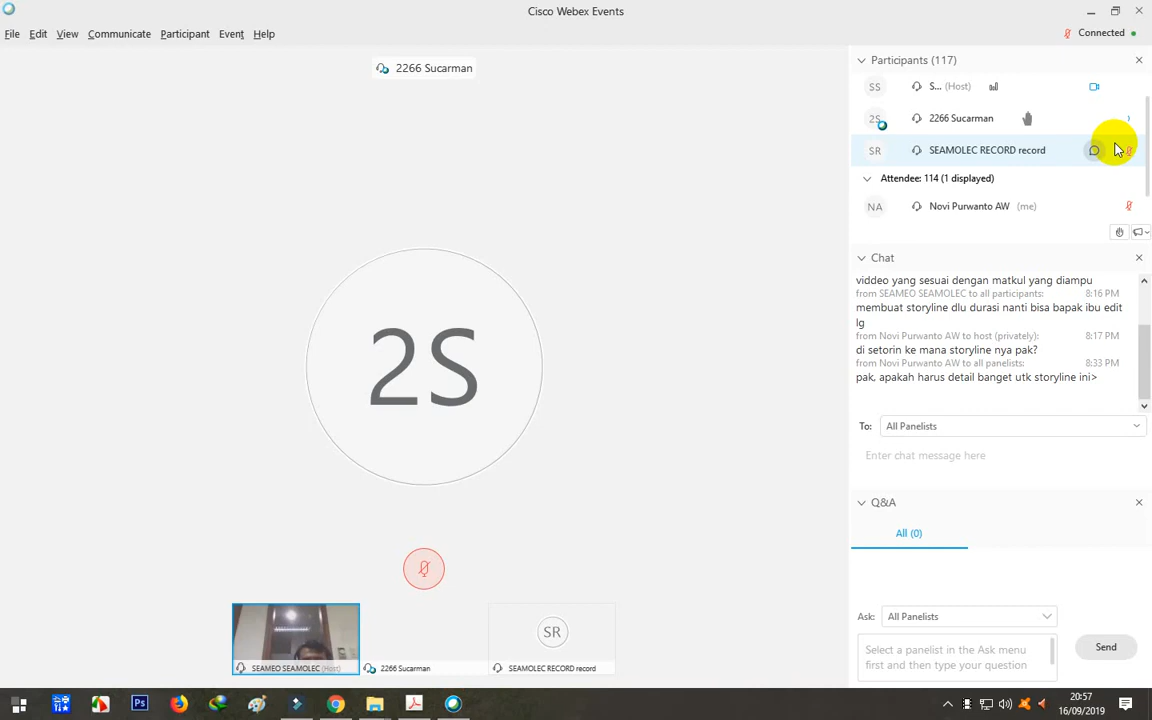 Cisco Webex Events
File Edit View Communicate Participant Event Help
Connected
2266 Sucarman
2S
SEAMEO SEAMOLEC (Host)
2266 Sucarman
SR
SEAMOLEC RECORD record
Participants (117)
SS S... (Host)
2S 2266 Sucarman
SR SEAMOLEC RECORD record
Attendee: 114 (1 displayed)
NA Novi Purwanto AW (me)
Chat
viddeo yang sesuai dengan matkul yang diampu
from SEAMEO SEAMOLEC to all participants: 8:16 PM
membuat storyline dlu durasi nanti bisa bapak ibu edit
lg
from Novi Purwanto AW to host (privately): 8:17 PM
di setorin ke mana storyline nya pak?
from Novi Purwanto AW to all panelists: 8:33 PM
pak, apakah harus detail banget utk storyline ini>
To: All Panelists
Enter chat message here
Q&A
All (0)
Ask: All Panelists
Select a panelist in the Ask menu
first and then type your question
Send
Ps
20:57
16/09/2019